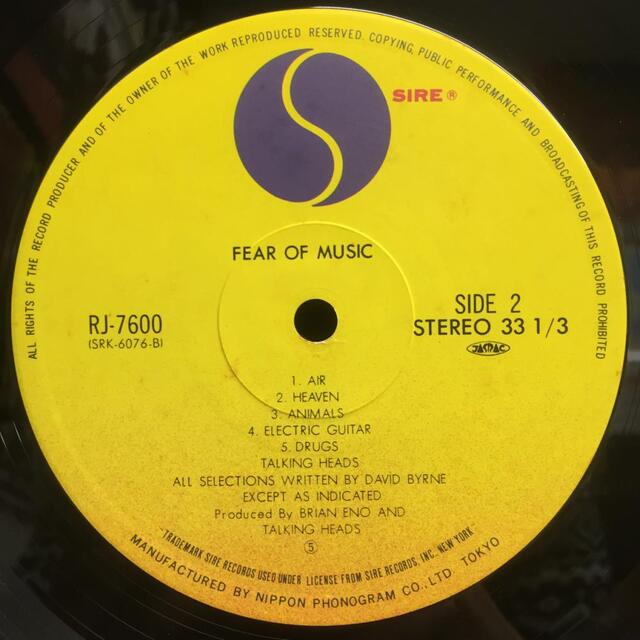 ALL RIGHTS OF THE RECORD PRODUCER AND OF THE OWNER OF THE WORK REPRODUCED RESERVED. COPYING, PUBLIC PERFORMANCE AND BROADCASTING OF THIS RECORD PROHIBITED
SIRE ®
FEAR OF MUSIC
RJ-7600
(SRK-6076-B)
SIDE 2
STEREO 33 1/3
JASRAC
1. AIR
2. HEAVEN
3. ANIMALS
4. ELECTRIC GUITAR
5. DRUGS
TALKING HEADS
ALL SELECTIONS WRITTEN BY DAVID BYRNE
EXCEPT AS INDICATED
Produced By BRIAN ENO AND
TALKING HEADS
⑤
"TRADEMARK SIRE RECORDS USED UNDER LICENSE FROM SIRE RECORDS, INC., NEW YORK"
MANUFACTURED BY NIPPON PHONOGRAM CO., LTD. TOKYO